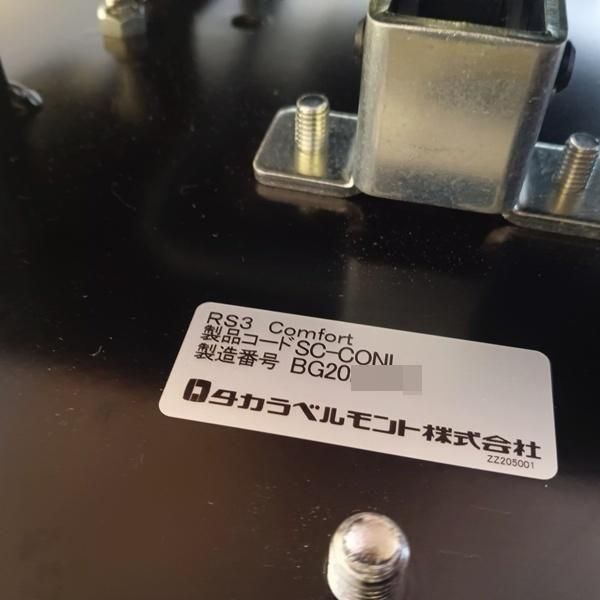 RS3 Comfort
製品コード SC-CONL
製造番号 BG20
タカラベルモント株式会社
ZZ205001